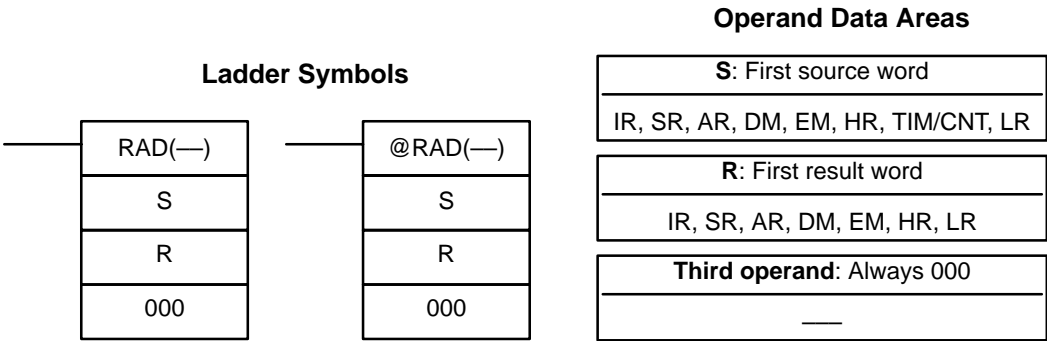 Ladder Symbols
RAD(—)
S
R
000
@RAD(—)
S
R
000
Operand Data Areas
S: First source word
IR, SR, AR, DM, EM, HR, TIM/CNT, LR
R: First result word
IR, SR, AR, DM, EM, HR, LR
Third operand: Always 000
—